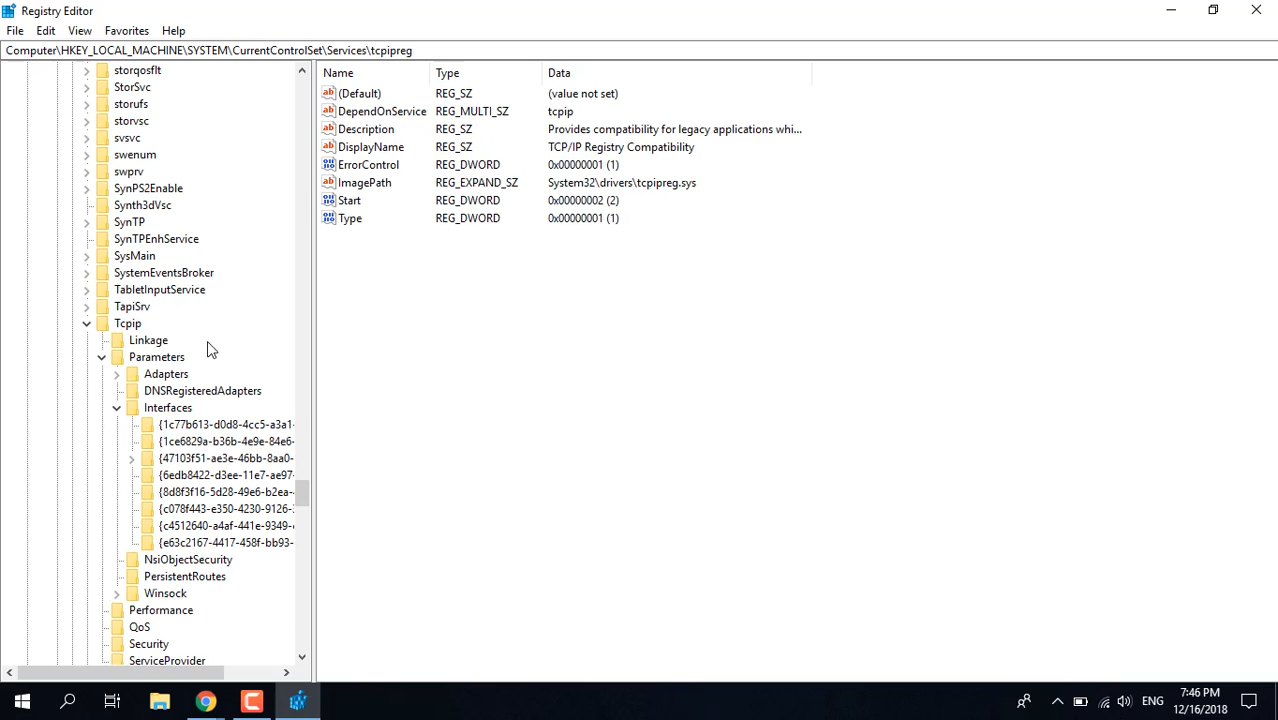 Registry Editor
File Edit View Favorites Help
Computer\HKEY_LOCAL_MACHINE\SYSTEM\CurrentControlSet\Services\tcpipreg
storqosflt
StorSvc
storufs
storvsc
svsvc
swenum
swprv
SynPS2Enable
Synth3dVsc
SynTP
SynTPEnhService
SysMain
SystemEventsBroker
TabletInputService
TapiSrv
Tcpip
Linkage
Parameters
Adapters
DNSRegisteredAdapters
Interfaces
{1c77b613-d0d8-4cc5-a3a1-
{1ce6829a-b36b-4e9e-84e6-
{47103f51-ae3e-46bb-8aa0-
{6edb8422-d3ee-11e7-ae97-
{8d8f3f16-5d28-49e6-b2ea-
{c078f443-e350-4230-9126-
{c4512640-a4af-441e-9349-
{e63c2167-4417-458f-bb93-
NsiObjectSecurity
PersistentRoutes
Winsock
Performance
QoS
Security
ServiceProvider
Name Type Data
(Default) REG_SZ (value not set)
DependOnService REG_MULTI_SZ tcpip
Description REG_SZ Provides compatibility for legacy applications whi...
DisplayName REG_SZ TCP/IP Registry Compatibility
ErrorControl REG_DWORD 0x00000001 (1)
ImagePath REG_EXPAND_SZ System32\drivers\tcpipreg.sys
Start REG_DWORD 0x00000002 (2)
Type REG_DWORD 0x00000001 (1)
ENG
7:46 PM
12/16/2018